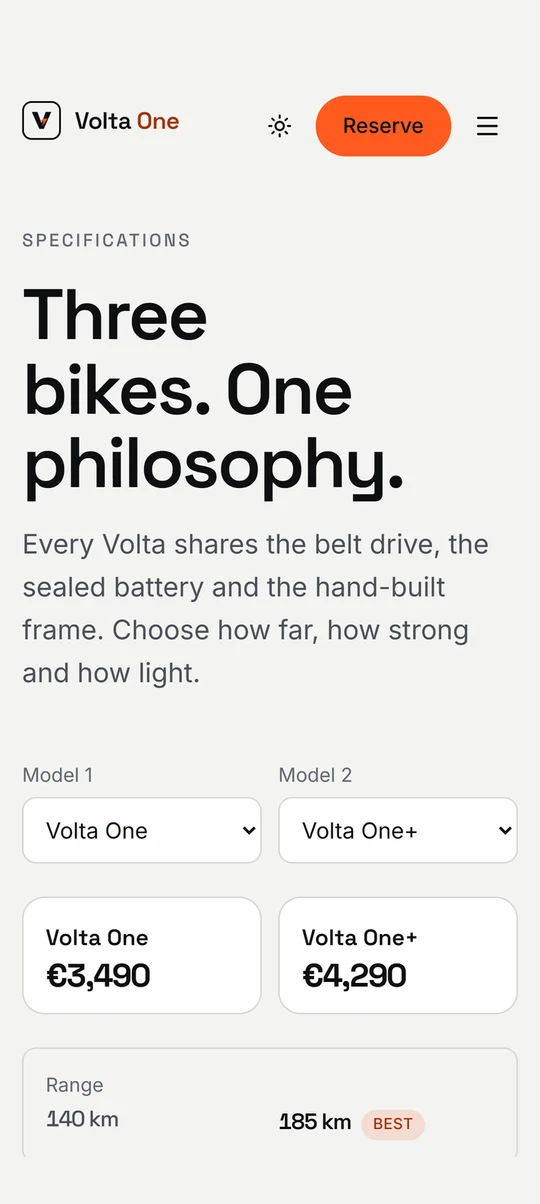 V Volta One
Reserve
SPECIFICATIONS
Three
bikes. One
philosophy.
Every Volta shares the belt drive, the
sealed battery and the hand-built
frame. Choose how far, how strong
and how light.
Model 1
Model 2
Volta One
Volta One+
Volta One
€3,490
Volta One+
€4,290
Range
140 km
185 km BEST